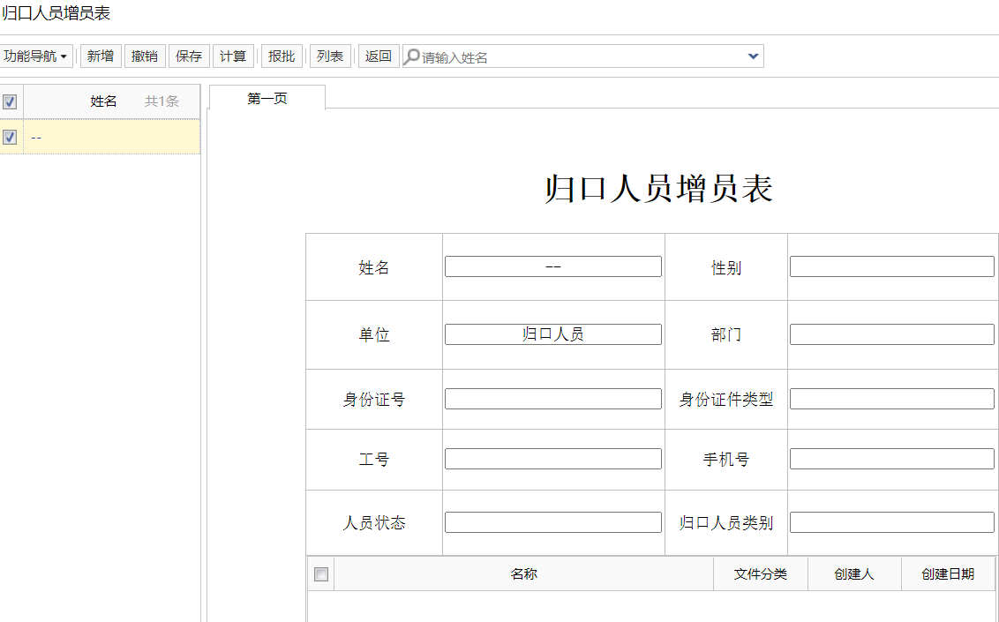 归口人员增员表
功能导航 新增 撤销 保存 计算 报批 列表 返回 请输入姓名
姓名 共1条
--
第一页
归口人员增员表
姓名 -- 性别
单位 归口人员 部门
身份证号 身份证件类型
工号 手机号
人员状态 归口人员类别
名称 文件分类 创建人 创建日期